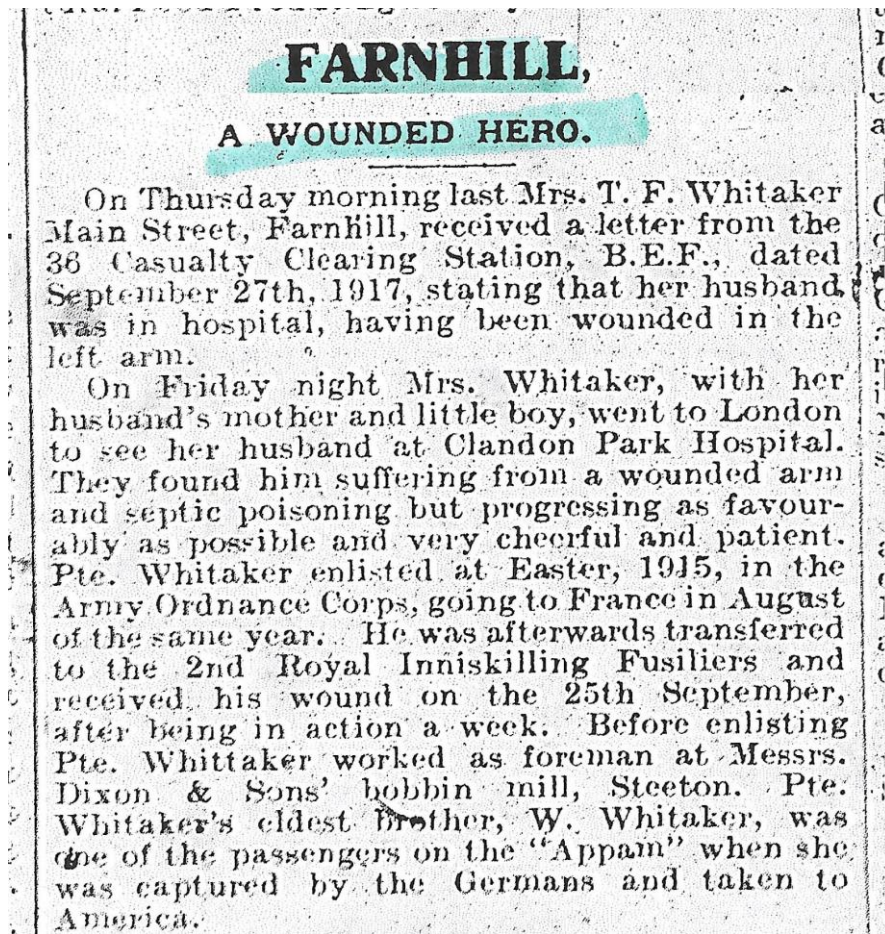 FARNHILL,
A WOUNDED HERO.
On Thursday morning last Mrs. T. F. Whitaker
Main Street, Farnhill, received a letter from the
36 Casualty Clearing Station, B.E.F., dated
September 27th, 1917, stating that her husband
was in hospital, having been wounded in the
left arm.
On Friday night Mrs. Whitaker, with her
husband's mother and little boy, went to London
to see her husband at Clandon Park Hospital.
They found him suffering from a wounded arm
and septic poisoning but progressing as favour-
ably as possible and very cheerful and patient.
Pte. Whitaker enlisted at Easter, 1915, in the
Army Ordnance Corps, going to France in August
of the same year. He was afterwards transferred
to the 2nd Royal Inniskilling Fusiliers and
received his wound on the 25th September,
after being in action a week. Before enlisting
Pte. Whittaker worked as foreman at Messrs.
Dixon & Sons' bobbin mill, Steeton. Pte.
Whitaker's eldest brother, W. Whitaker, was
one of the passengers on the "Appam" when she
was captured by the Germans and taken to
America.